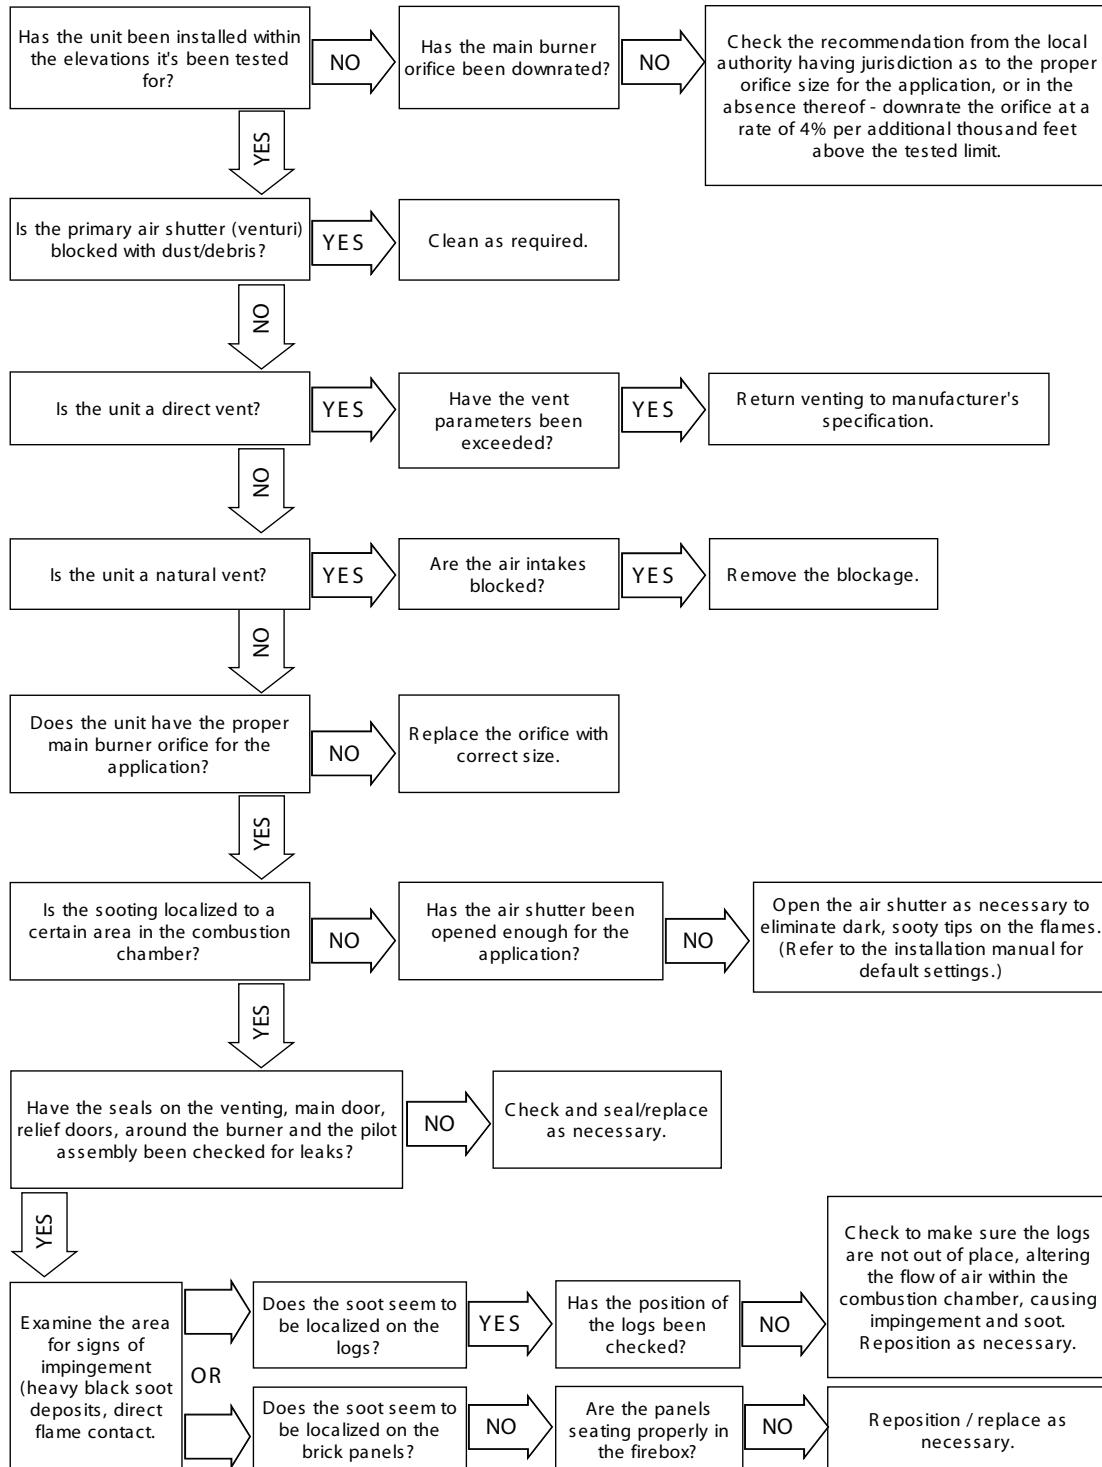 Has the unit been installed within
the elevations it's been tested
for?
NO
Has the main burner
orifice been downrated?
NO
Check the recommendation from the local
authority having jurisdiction as to the proper
orifice size for the application, or in the
absence thereof - downrate the orifice at a
rate of 4% per additional thousand feet
above the tested limit.
YES
Is the primary air shutter (venturi)
blocked with dust/debris?
YES
Clean as required.
NO
Is the unit a direct vent?
YES
Have the vent
parameters been
exceeded?
YES
Return venting to manufacturer's
specification.
NO
Is the unit a natural vent?
YES
Are the air intakes
blocked?
YES
Remove the blockage.
NO
Does the unit have the proper
main burner orifice for the
application?
NO
Replace the orifice with
correct size.
YES
Is the sooting localized to a
certain area in the combustion
chamber?
NO
Has the air shutter been
opened enough for the
application?
NO
Open the air shutter as necessary to
eliminate dark, sooty tips on the flames.
(Refer to the installation manual for
default settings.)
YES
Have the seals on the venting, main door,
relief doors, around the burner and the pilot
assembly been checked for leaks?
NO
Check and seal/replace
as necessary.
YES
Examine the area
for signs of
impingement
(heavy black soot
deposits, direct
flame contact.
OR
Does the soot seem to
be localized on the
logs?
YES
Has the position of
the logs been
checked?
NO
Check to make sure the logs
are not out of place, altering
the flow of air within the
combustion chamber, causing
impingement and soot.
Reposition as necessary.
Does the soot seem to
be localized on the
brick panels?
NO
Are the panels
seating properly in
the firebox?
NO
Reposition / replace as
necessary.